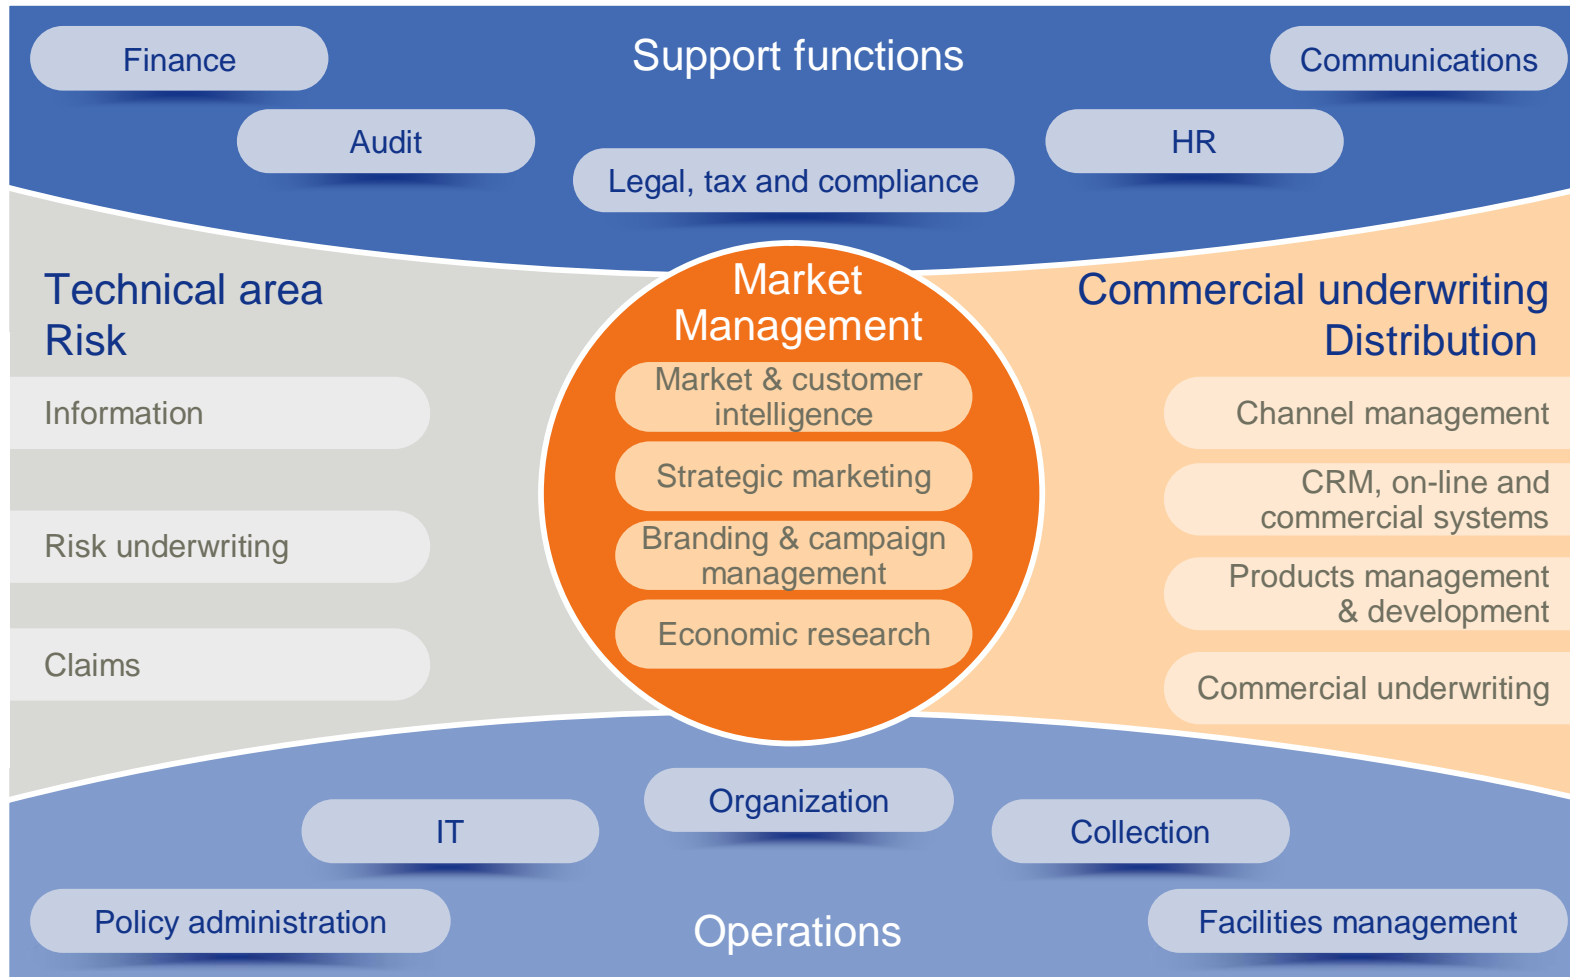 Support functions
Finance
Communications
Audit
HR
Legal, tax and compliance
Technical area
Risk
Information
Risk underwriting
Claims
Market
Management
Market & customer
intelligence
Strategic marketing
Branding & campaign
management
Economic research
Commercial underwriting
Distribution
Channel management
CRM, on-line and
commercial systems
Products management
& development
Commercial underwriting
Organization
IT
Collection
Policy administration
Operations
Facilities management